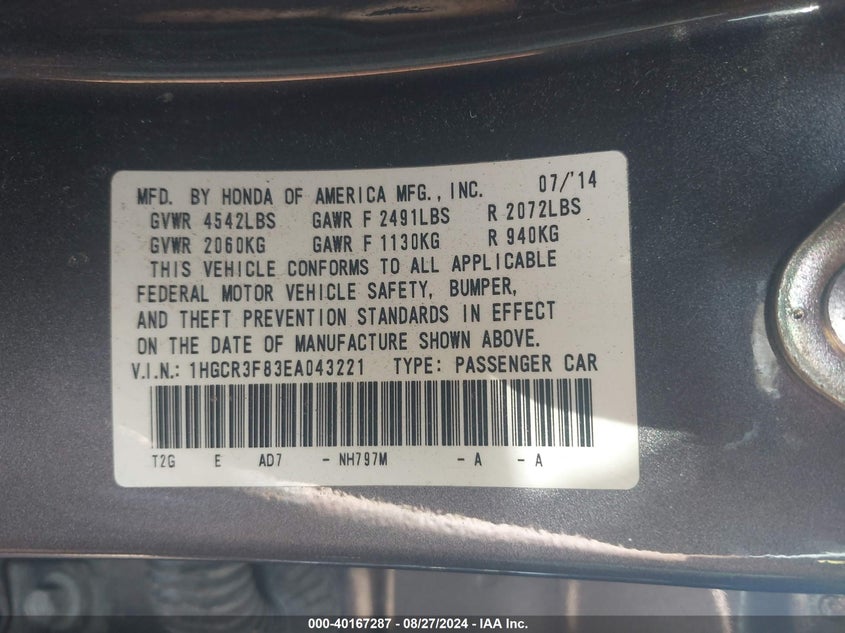 MFD. BY HONDA OF AMERICA MFG., INC. 07/'14
GVWR 4542LBS GAWR F 2491LBS R 2072LBS
GVWR 2060KG GAWR F 1130KG R 940KG
THIS VEHICLE CONFORMS TO ALL APPLICABLE
FEDERAL MOTOR VEHICLE SAFETY, BUMPER,
AND THEFT PREVENTION STANDARDS IN EFFECT
ON THE DATE OF MANUFACTURE SHOWN ABOVE.
V.I.N.: 1HGCR3F83EA043221 TYPE: PASSENGER CAR
T2G E AD7 - NH797M - A - A
000-40167287 - 08/27/2024 - IAA Inc.